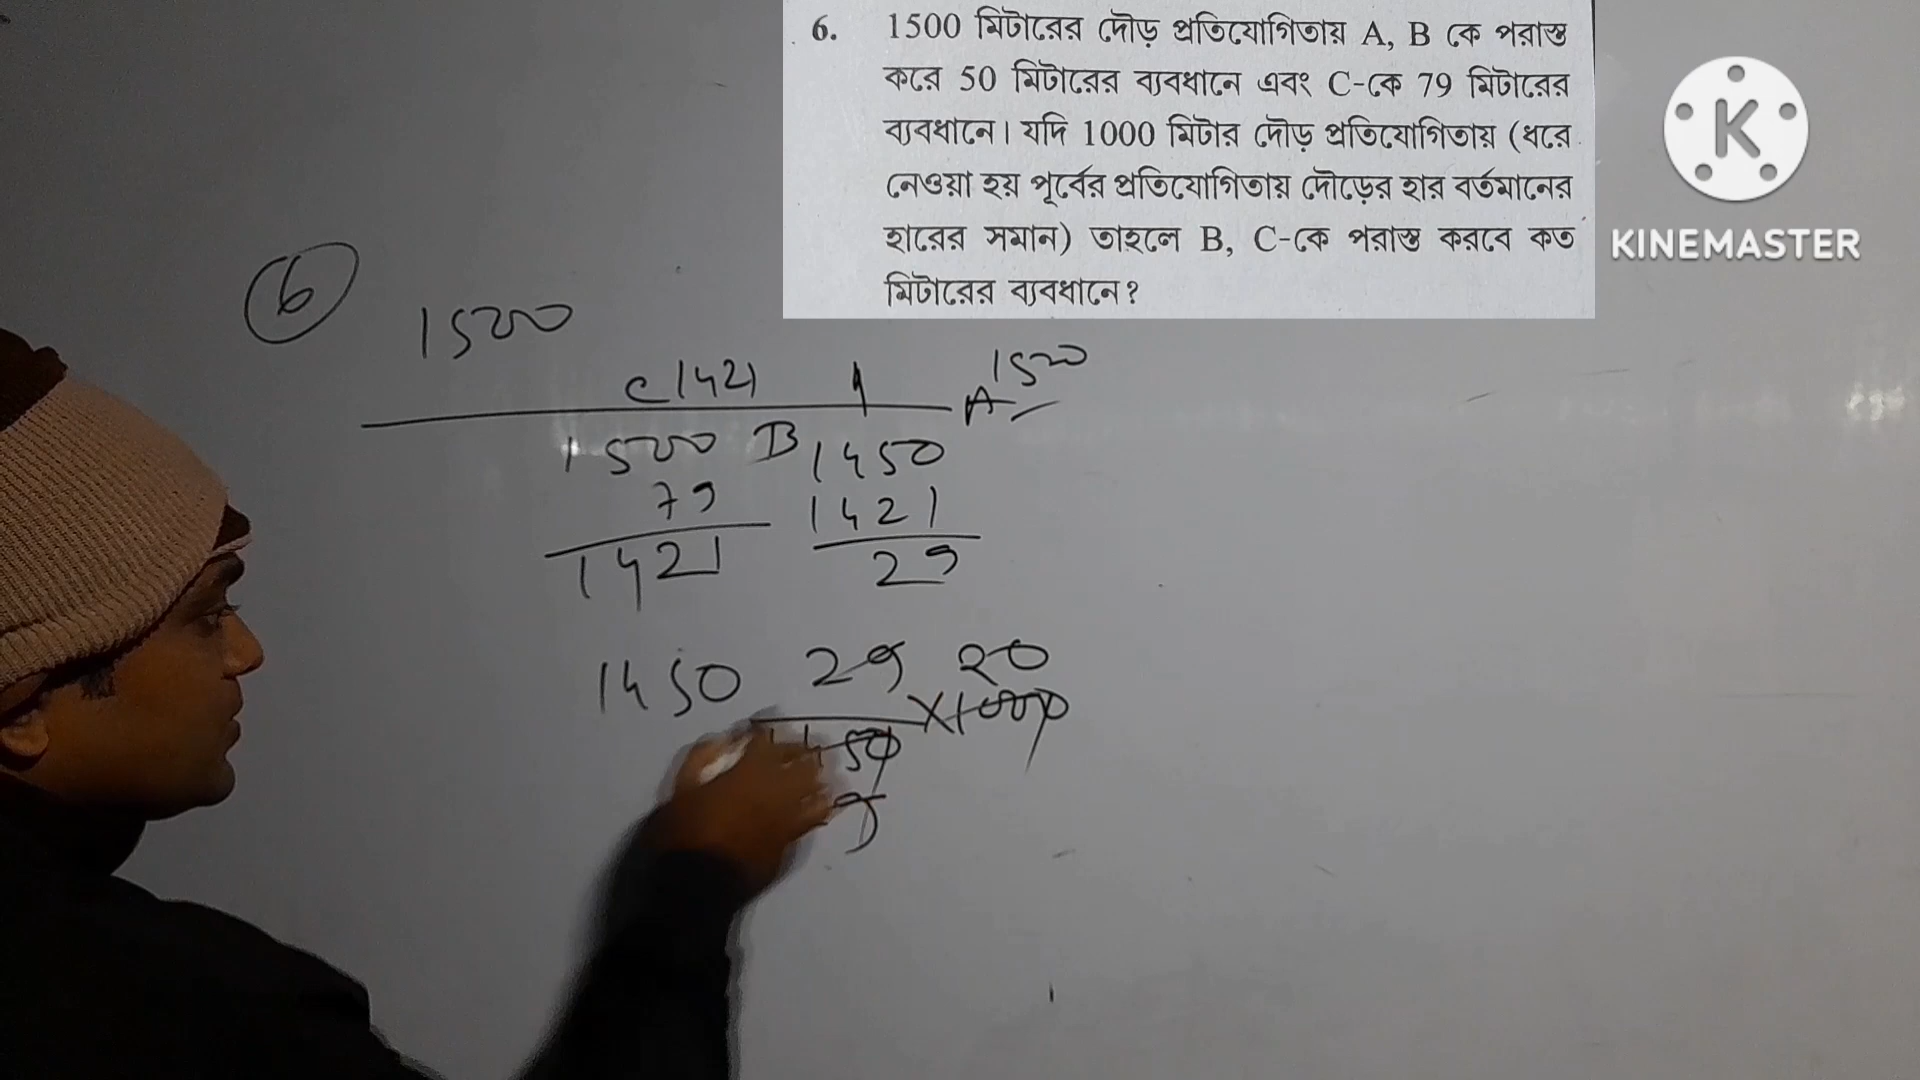 6. 1500 মিটারের দৌড় প্রতিযোগিতায় A, B কে পরাস্ত
করে 50 মিটারের ব্যবধানে এবং C-কে 79 মিটারের
ব্যবধানে। যদি 1000 মিটার দৌড় প্রতিযোগিতায় (ধরে
নেওয়া হয় পূর্বের প্রতিযোগিতায় দৌড়ের হার বর্তমানের
হারের সমান) তাহলে B, C-কে পরাস্ত করবে কত
মিটারের ব্যবধানে?
KINEMASTER
6
1500
C 1421 A 1500
1500 B 1450
79 1421
1421 29
1450 29 20
×1000